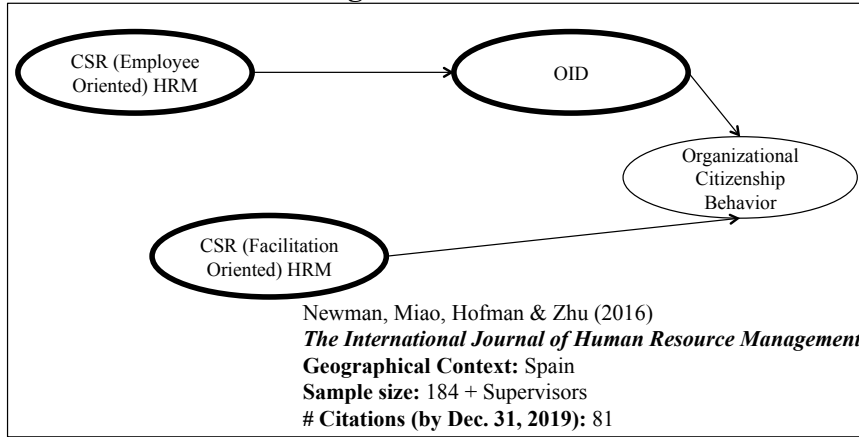 CSR (Employee
Oriented) HRM
OID
Organizational
Citizenship
Behavior
CSR (Facilitation
Oriented) HRM
Newman, Miao, Hofman & Zhu (2016)
The International Journal of Human Resource Management
Geographical Context: Spain
Sample size: 184 + Supervisors
# Citations (by Dec. 31, 2019): 81